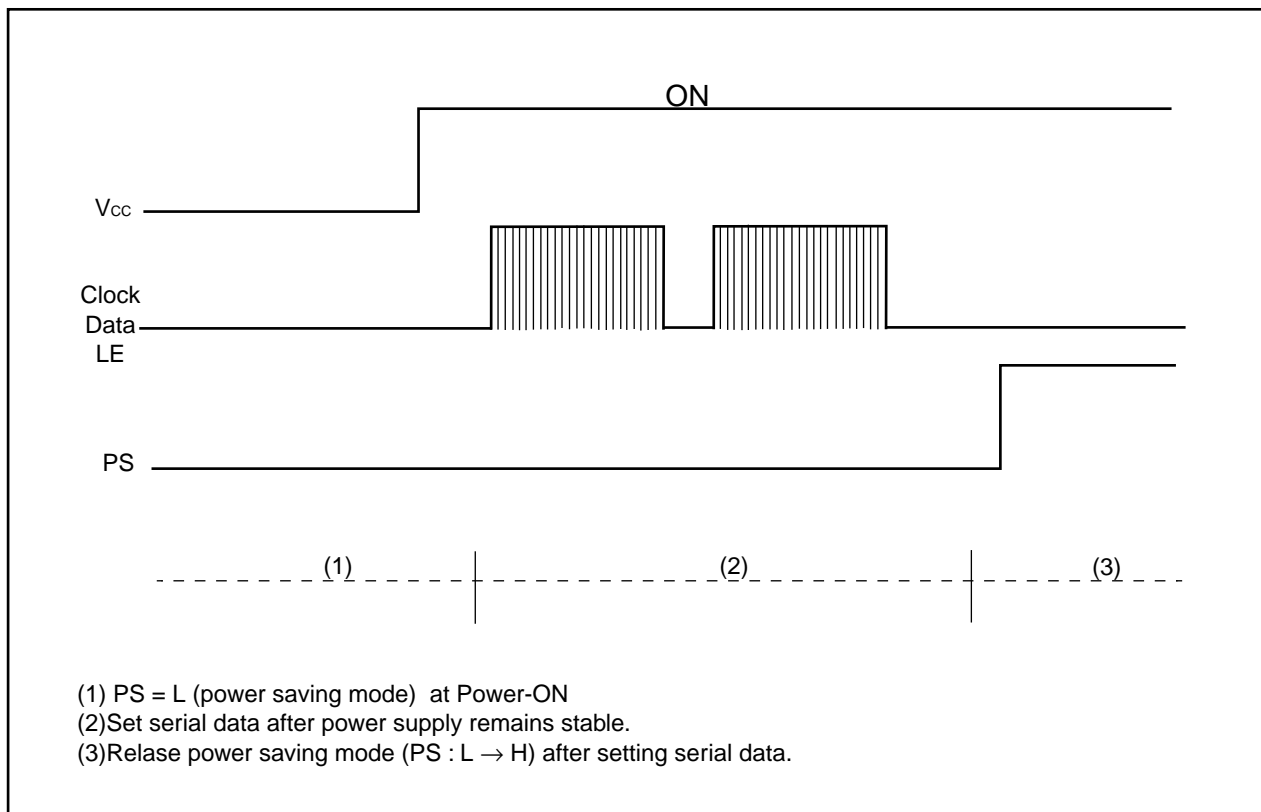 ON
Vcc
Clock
Data
LE
PS
(1)
(2)
(3)
(1) PS = L (power saving mode)  at Power-ON
(2)Set serial data after power supply remains stable.
(3)Relase power saving mode (PS : L → H) after setting serial data.